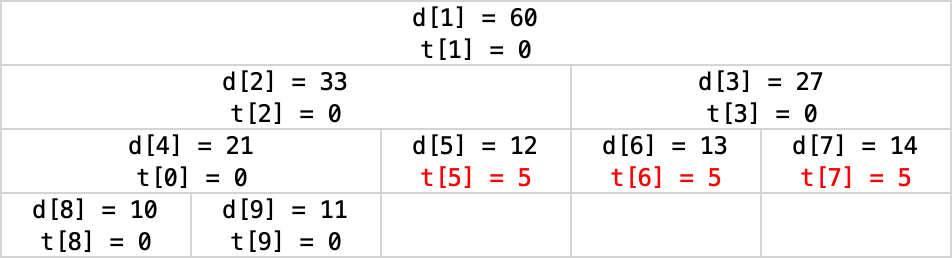 d[1] = 60
t[1] = 0
d[2] = 33
t[2] = 0
d[3] = 27
t[3] = 0
d[4] = 21
t[0] = 0
d[5] = 12
t[5] = 5
d[6] = 13
t[6] = 5
d[7] = 14
t[7] = 5
d[8] = 10
t[8] = 0
d[9] = 11
t[9] = 0